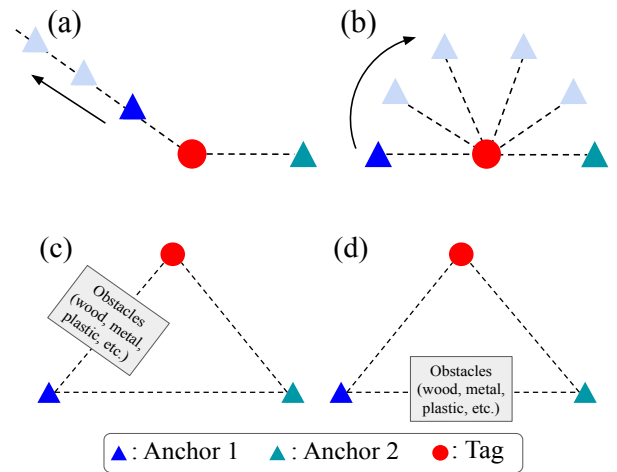 (a)
(b)
(c)
(d)
Obstacles
(wood, metal,
plastic, etc.)
Obstacles
(wood, metal,
plastic, etc.)
: Anchor 1 : Anchor 2 : Tag